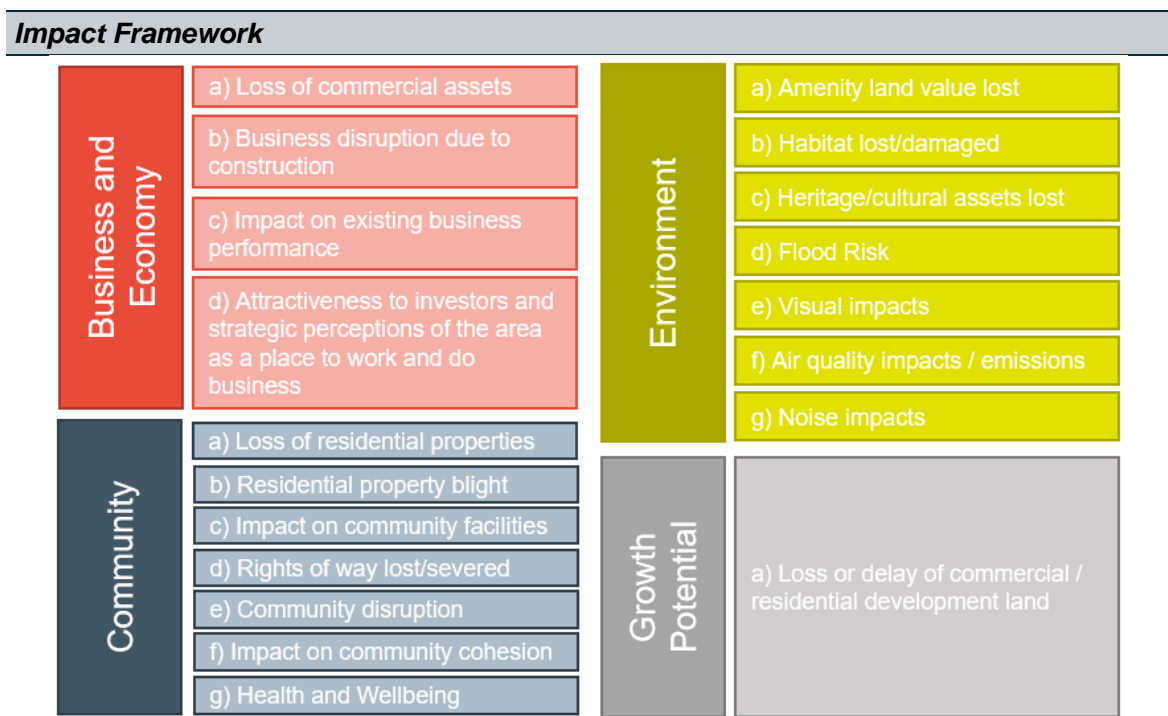 Impact Framework
Business and
Economy
a) Loss of commercial assets
b) Business disruption due to
construction
c) Impact on existing business
performance
d) Attractiveness to investors and
strategic perceptions of the area
as a place to work and do
business
Community
a) Loss of residential properties
b) Residential property blight
c) Impact on community facilities
d) Rights of way lost/severed
e) Community disruption
f) Impact on community cohesion
g) Health and Wellbeing
Environment
a) Amenity land value lost
b) Habitat lost/damaged
c) Heritage/cultural assets lost
d) Flood Risk
e) Visual impacts
f) Air quality impacts / emissions
g) Noise impacts
Growth
Potential
a) Loss or delay of commercial /
residential development land